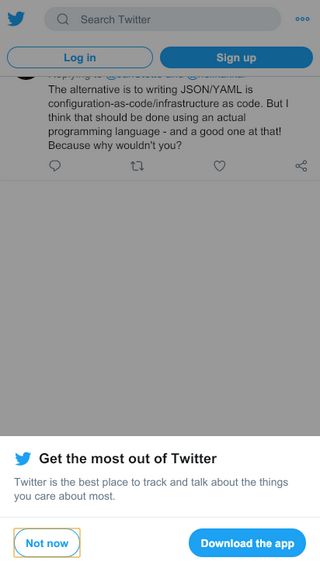 Search Twitter
Log in
Sign up
Replying to
and
The alternative is to writing JSON/YAML is
configuration-as-code/infrastructure as code. But I
think that should be done using an actual
programming language - and a good one at that!
Because why wouldn't you?
Get the most out of Twitter
Twitter is the best place to track and talk about the things
you care about most.
Not now
Download the app